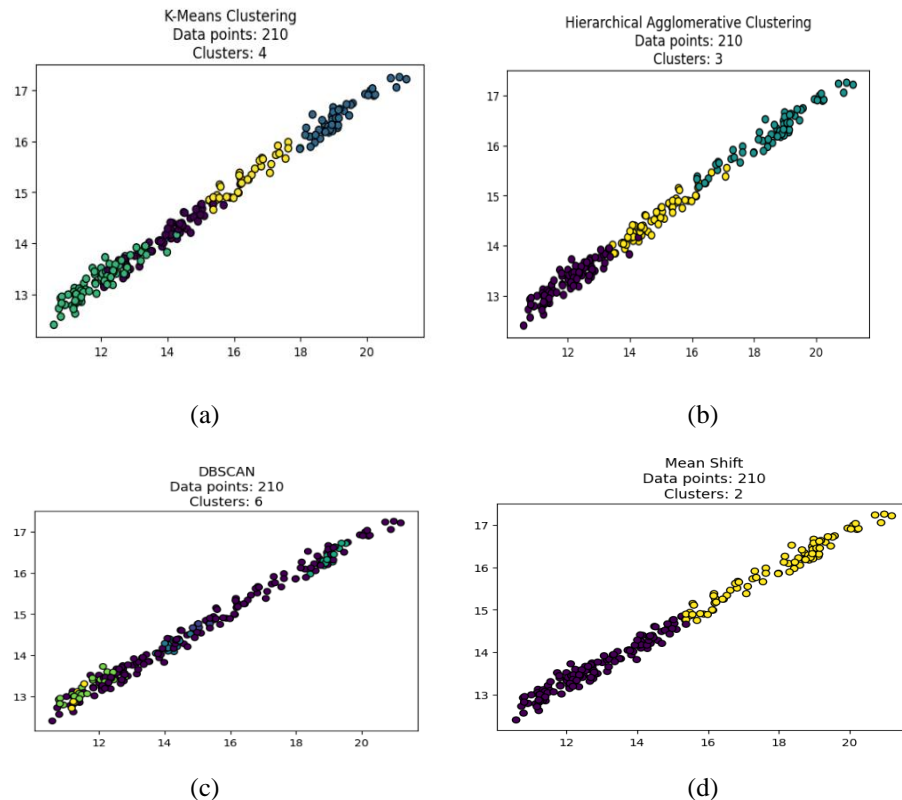 K-Means Clustering
Data points: 210
Clusters: 4
17
16
15
14
13
12
14
16
18
20
(a)
Hierarchical Agglomerative Clustering
Data points: 210
Clusters: 3
17
16
15
14
13
12
14
16
18
20
(b)
DBSCAN
Data points: 210
Clusters: 6
17
16
15
14
13
12
14
16
18
20
(c)
Mean Shift
Data points: 210
Clusters: 2
17
16
15
14
13
12
14
16
18
20
(d)